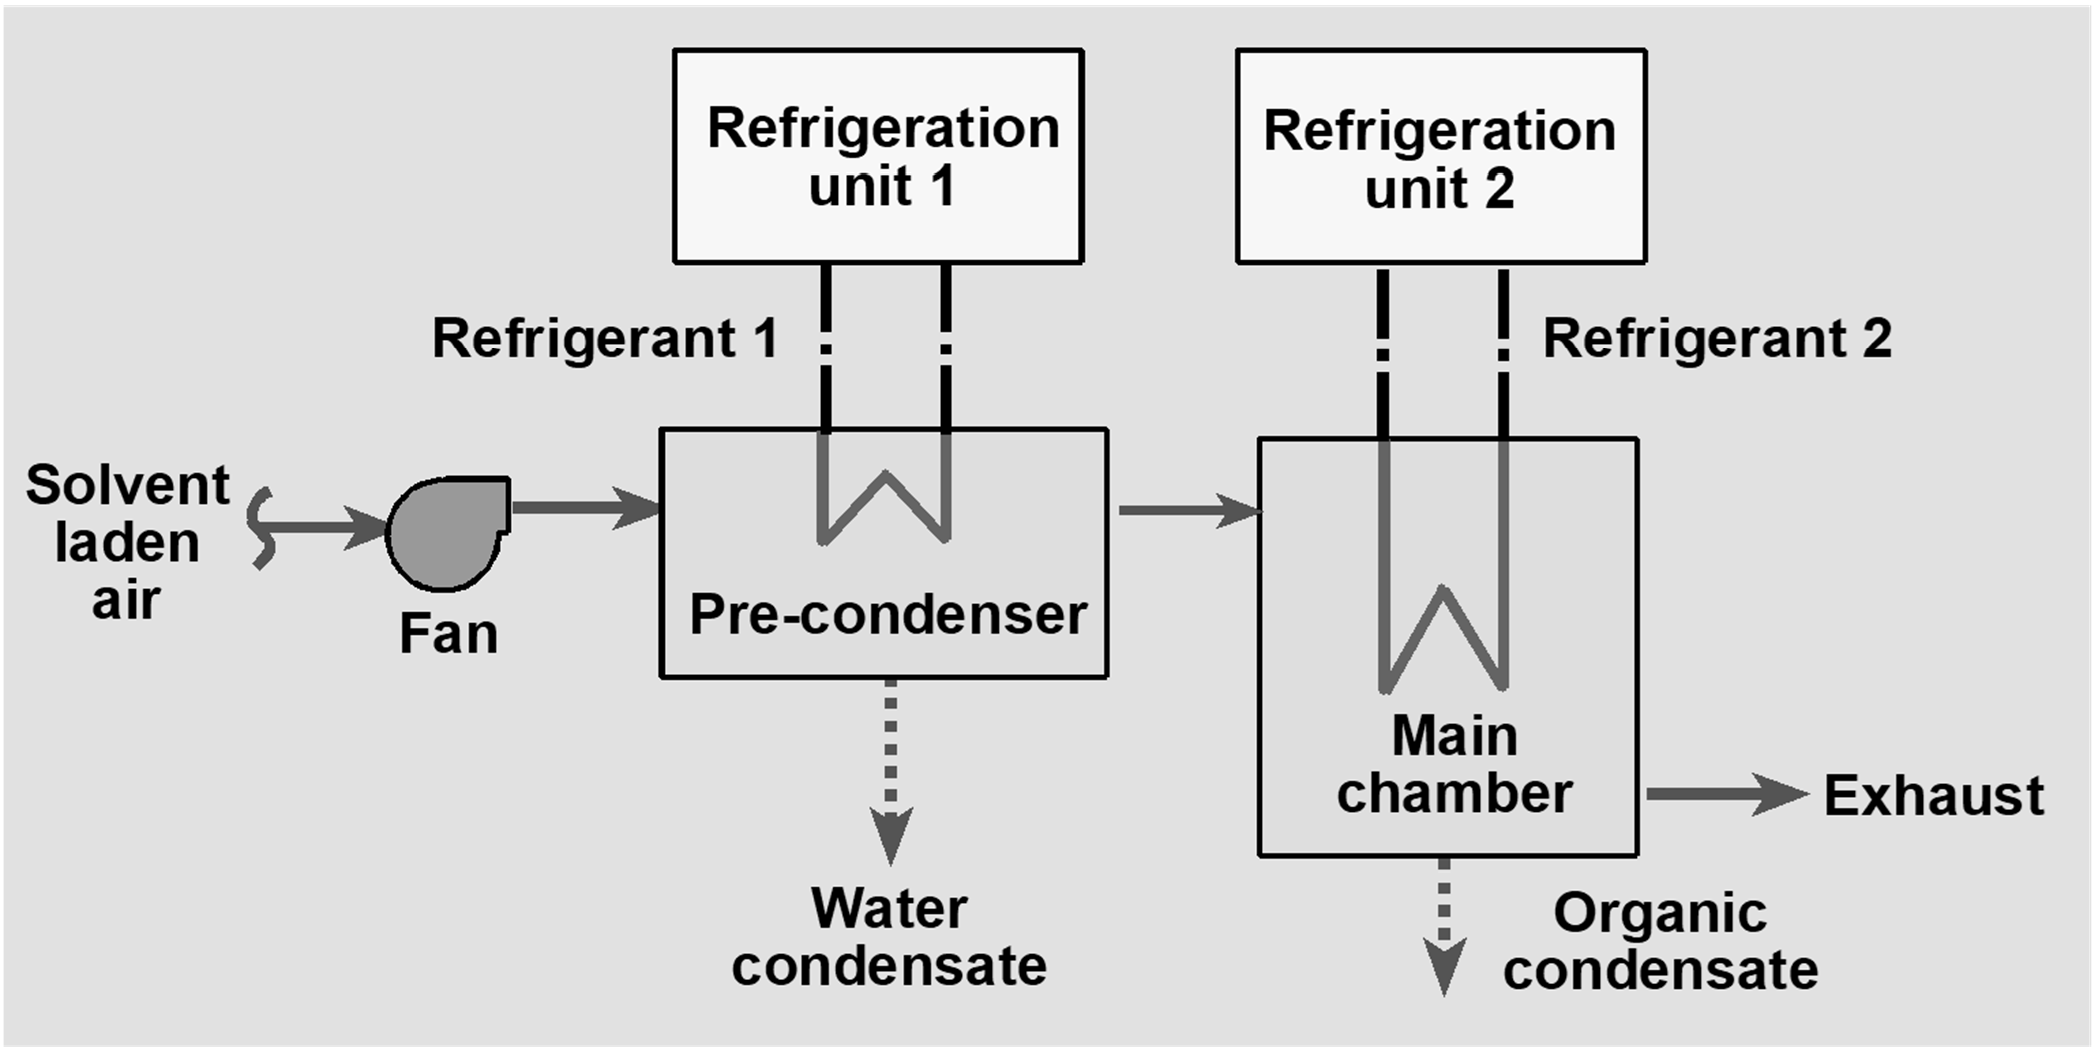 Refrigeration
unit 1
Refrigeration
unit 2
Refrigerant 1
Refrigerant 2
Solvent
laden
air
Fan
Pre-condenser
Main
chamber
Exhaust
Water
condensate
Organic
condensate